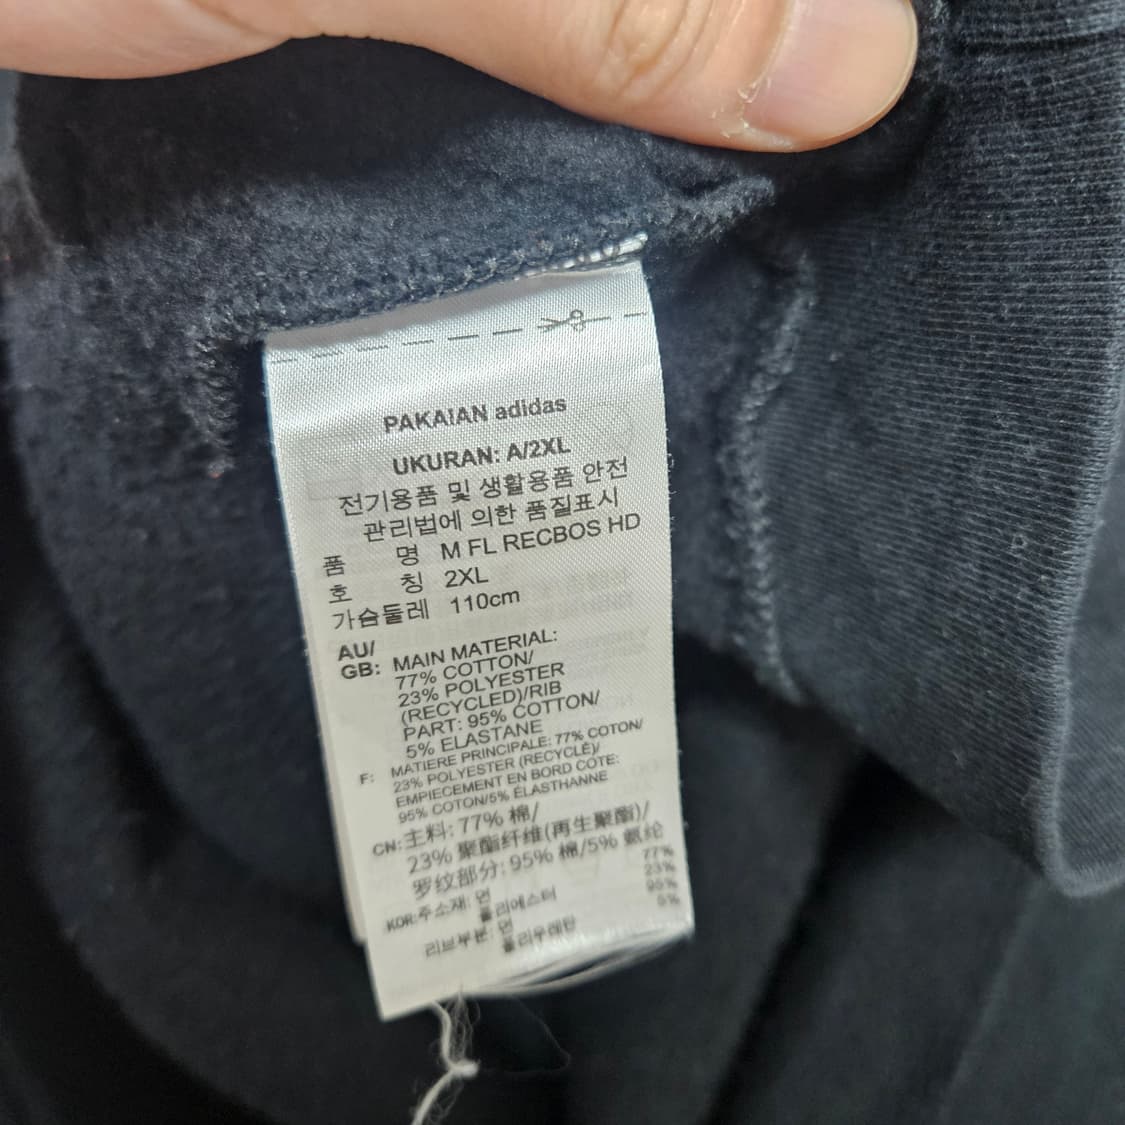 PAKAIAN adidas
UKURAN: A/2XL
전기용품 및 생활용품 안전
관리법에 의한 품질표시
품 명 M FL RECBOS HD
호 칭 2XL
가슴둘레 110cm
AU/
GB: MAIN MATERIAL:
77% COTTON/
23% POLYESTER
(RECYCLED)/RIB
PART: 95% COTTON/
5% ELASTANE
F: MATIERE PRINCIPALE: 77% COTON/
23% POLYESTER (RECYCLÉ)/
EMPIECEMENT EN BORD CÔTE:
95% COTON/5% ÉLASTHANNE
CN: 主料: 77% 棉/
23% 聚酯纤维(再生聚酯)/
罗纹部分: 95% 棉/5% 氨纶
KOR: 주소재: 면 77%
폴리에스터 23%
리브부분: 면 95%
폴리우레탄 5%